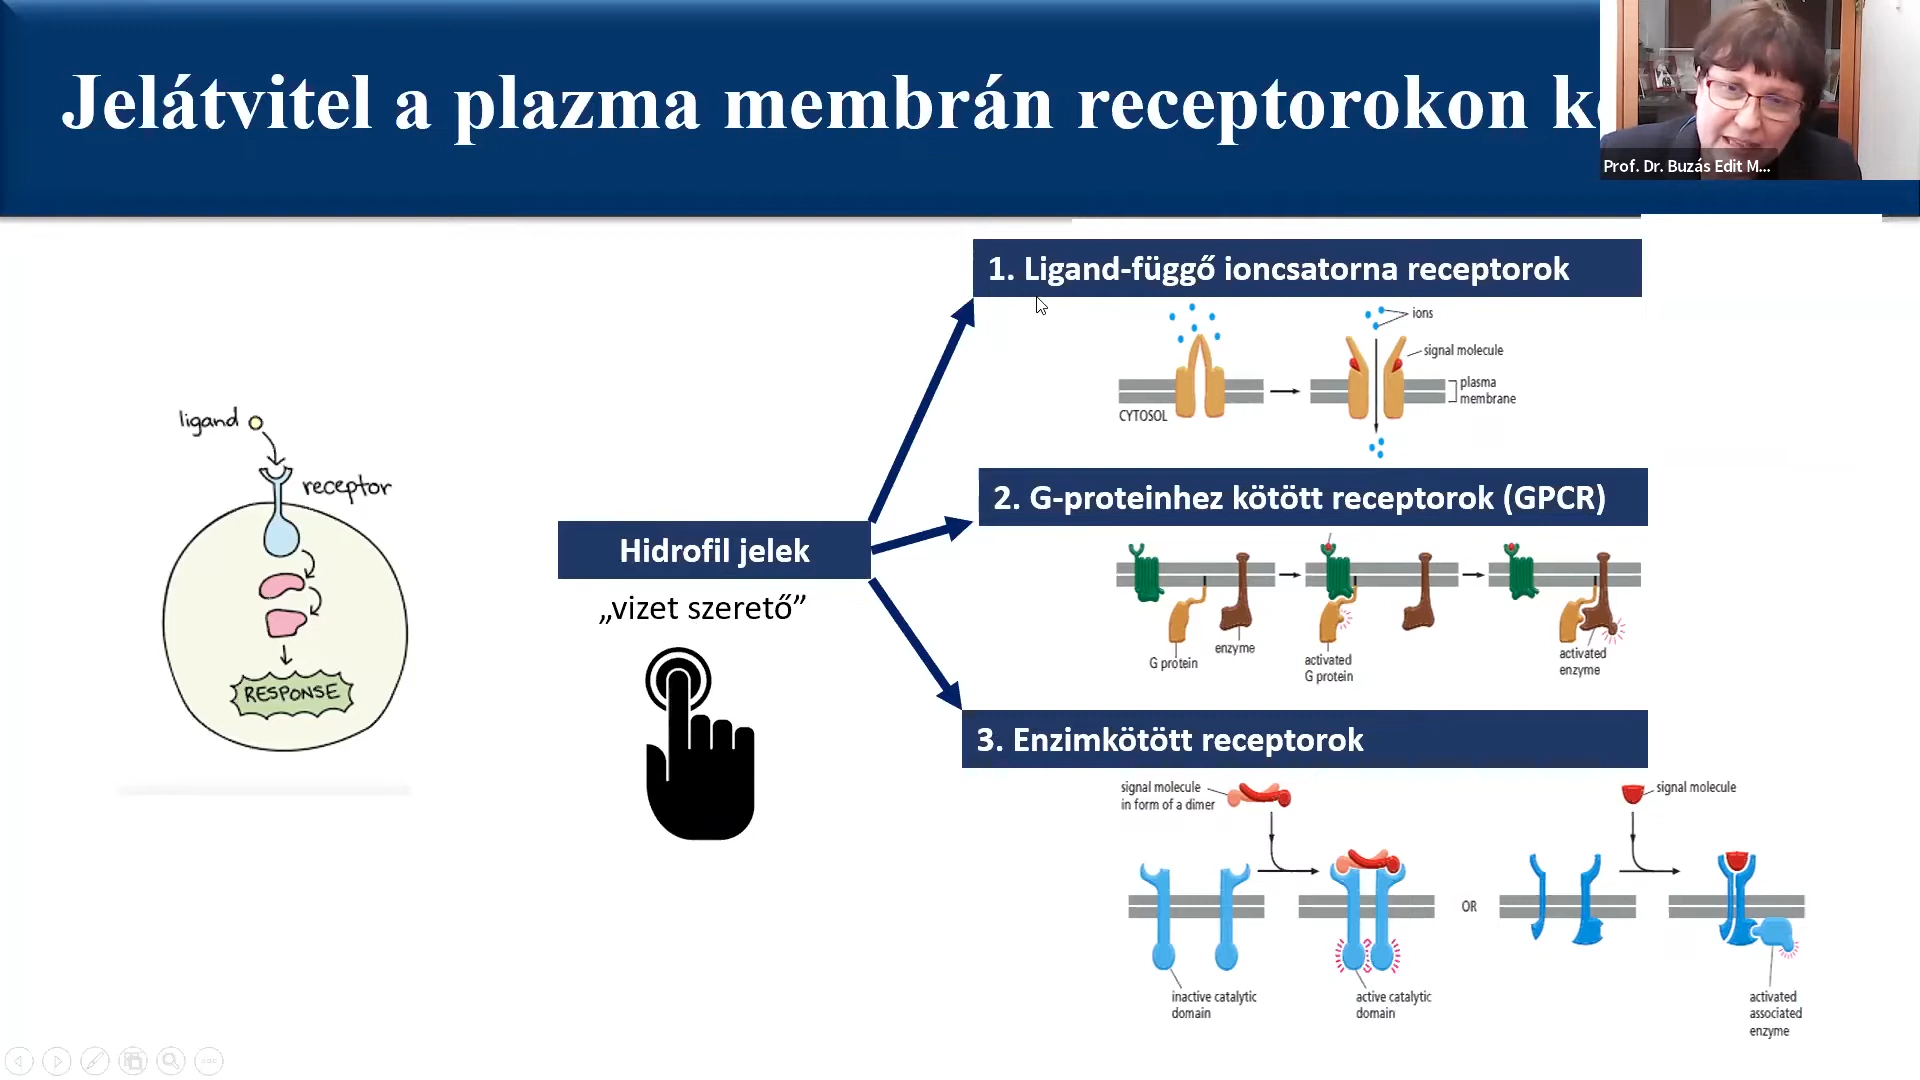 Jelátvitel a plazma membrán receptorokon
Prof. Dr. Buzás Edit M...
1. Ligand-függő ioncsatorna receptorok
ions
signal molecule
plasma
membrane
CYTOSOL
ligand
receptor
RESPONSE
Hidrofil jelek
„vizet szerető”
2. G-proteinhez kötött receptorok (GPCR)
G protein
enzyme
activated
G protein
activated
enzyme
3. Enzimkötött receptorok
signal molecule
in form of a dimer
signal molecule
OR
inactive catalytic
domain
active catalytic
domain
activated
associated
enzyme